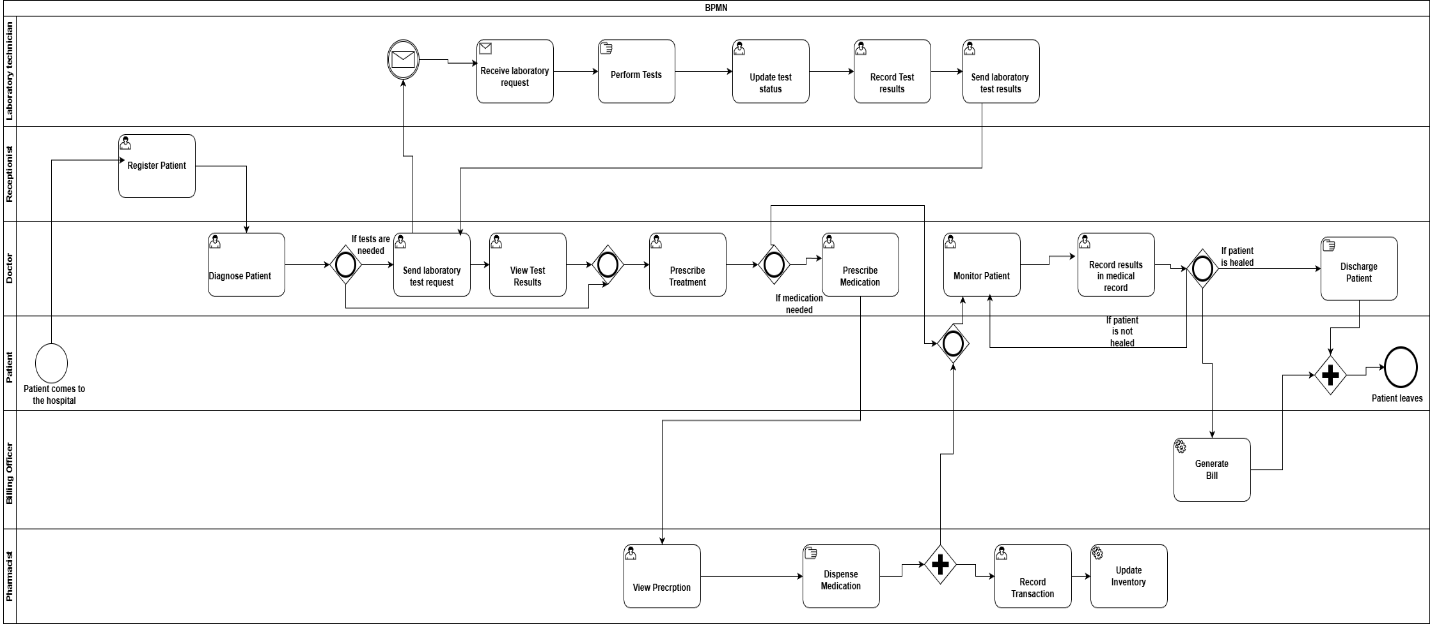 BPMN
Laboratory technician
Receive laboratory
request
Perform Tests
Update test
status
Record Test
results
Send laboratory
test results
Receptionist
Register Patient
Doctor
Diagnose Patient
If tests are
needed
Send laboratory
test request
View Test
Results
Prescribe
Treatment
If medication
needed
Prescribe
Medication
Monitor Patient
Record results
in medical
record
If patient
is healed
Discharge
Patient
Patient
Patient comes to
the hospital
If patient
is not
healed
Patient leaves
Billing Officer
Generate
Bill
Pharmacist
View Precrption
Dispense
Medication
Record
Transaction
Update
Inventory